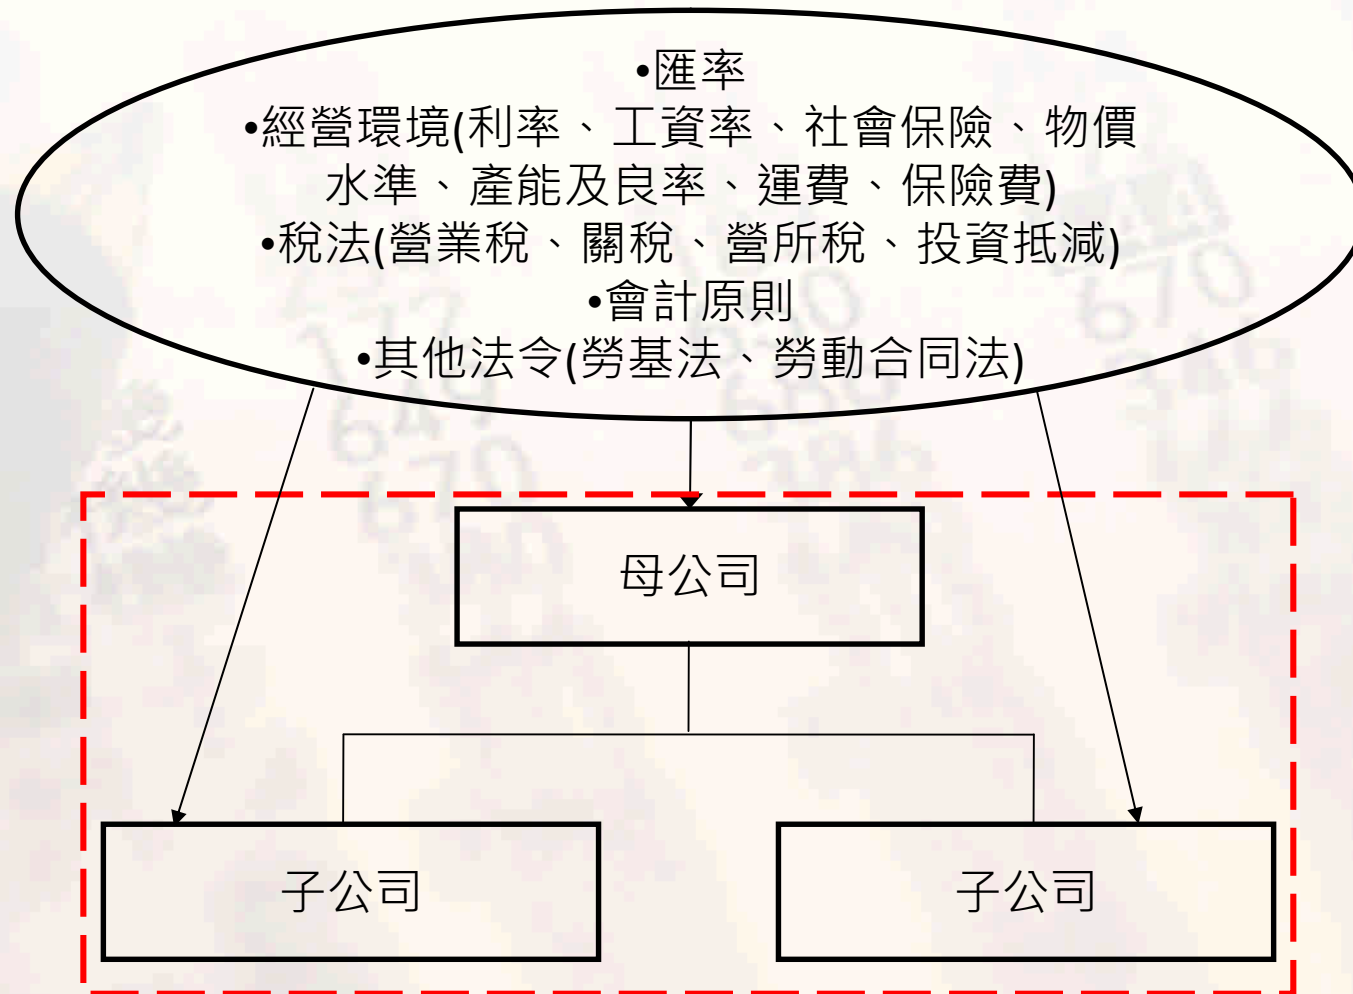 •匯率
•經營環境(利率、工資率、社會保險、物價
水準、產能及良率、運費、保險費)
•稅法(營業稅、關稅、營所稅、投資抵減)
•會計原則
•其他法令(勞基法、勞動合同法)
母公司
子公司
子公司